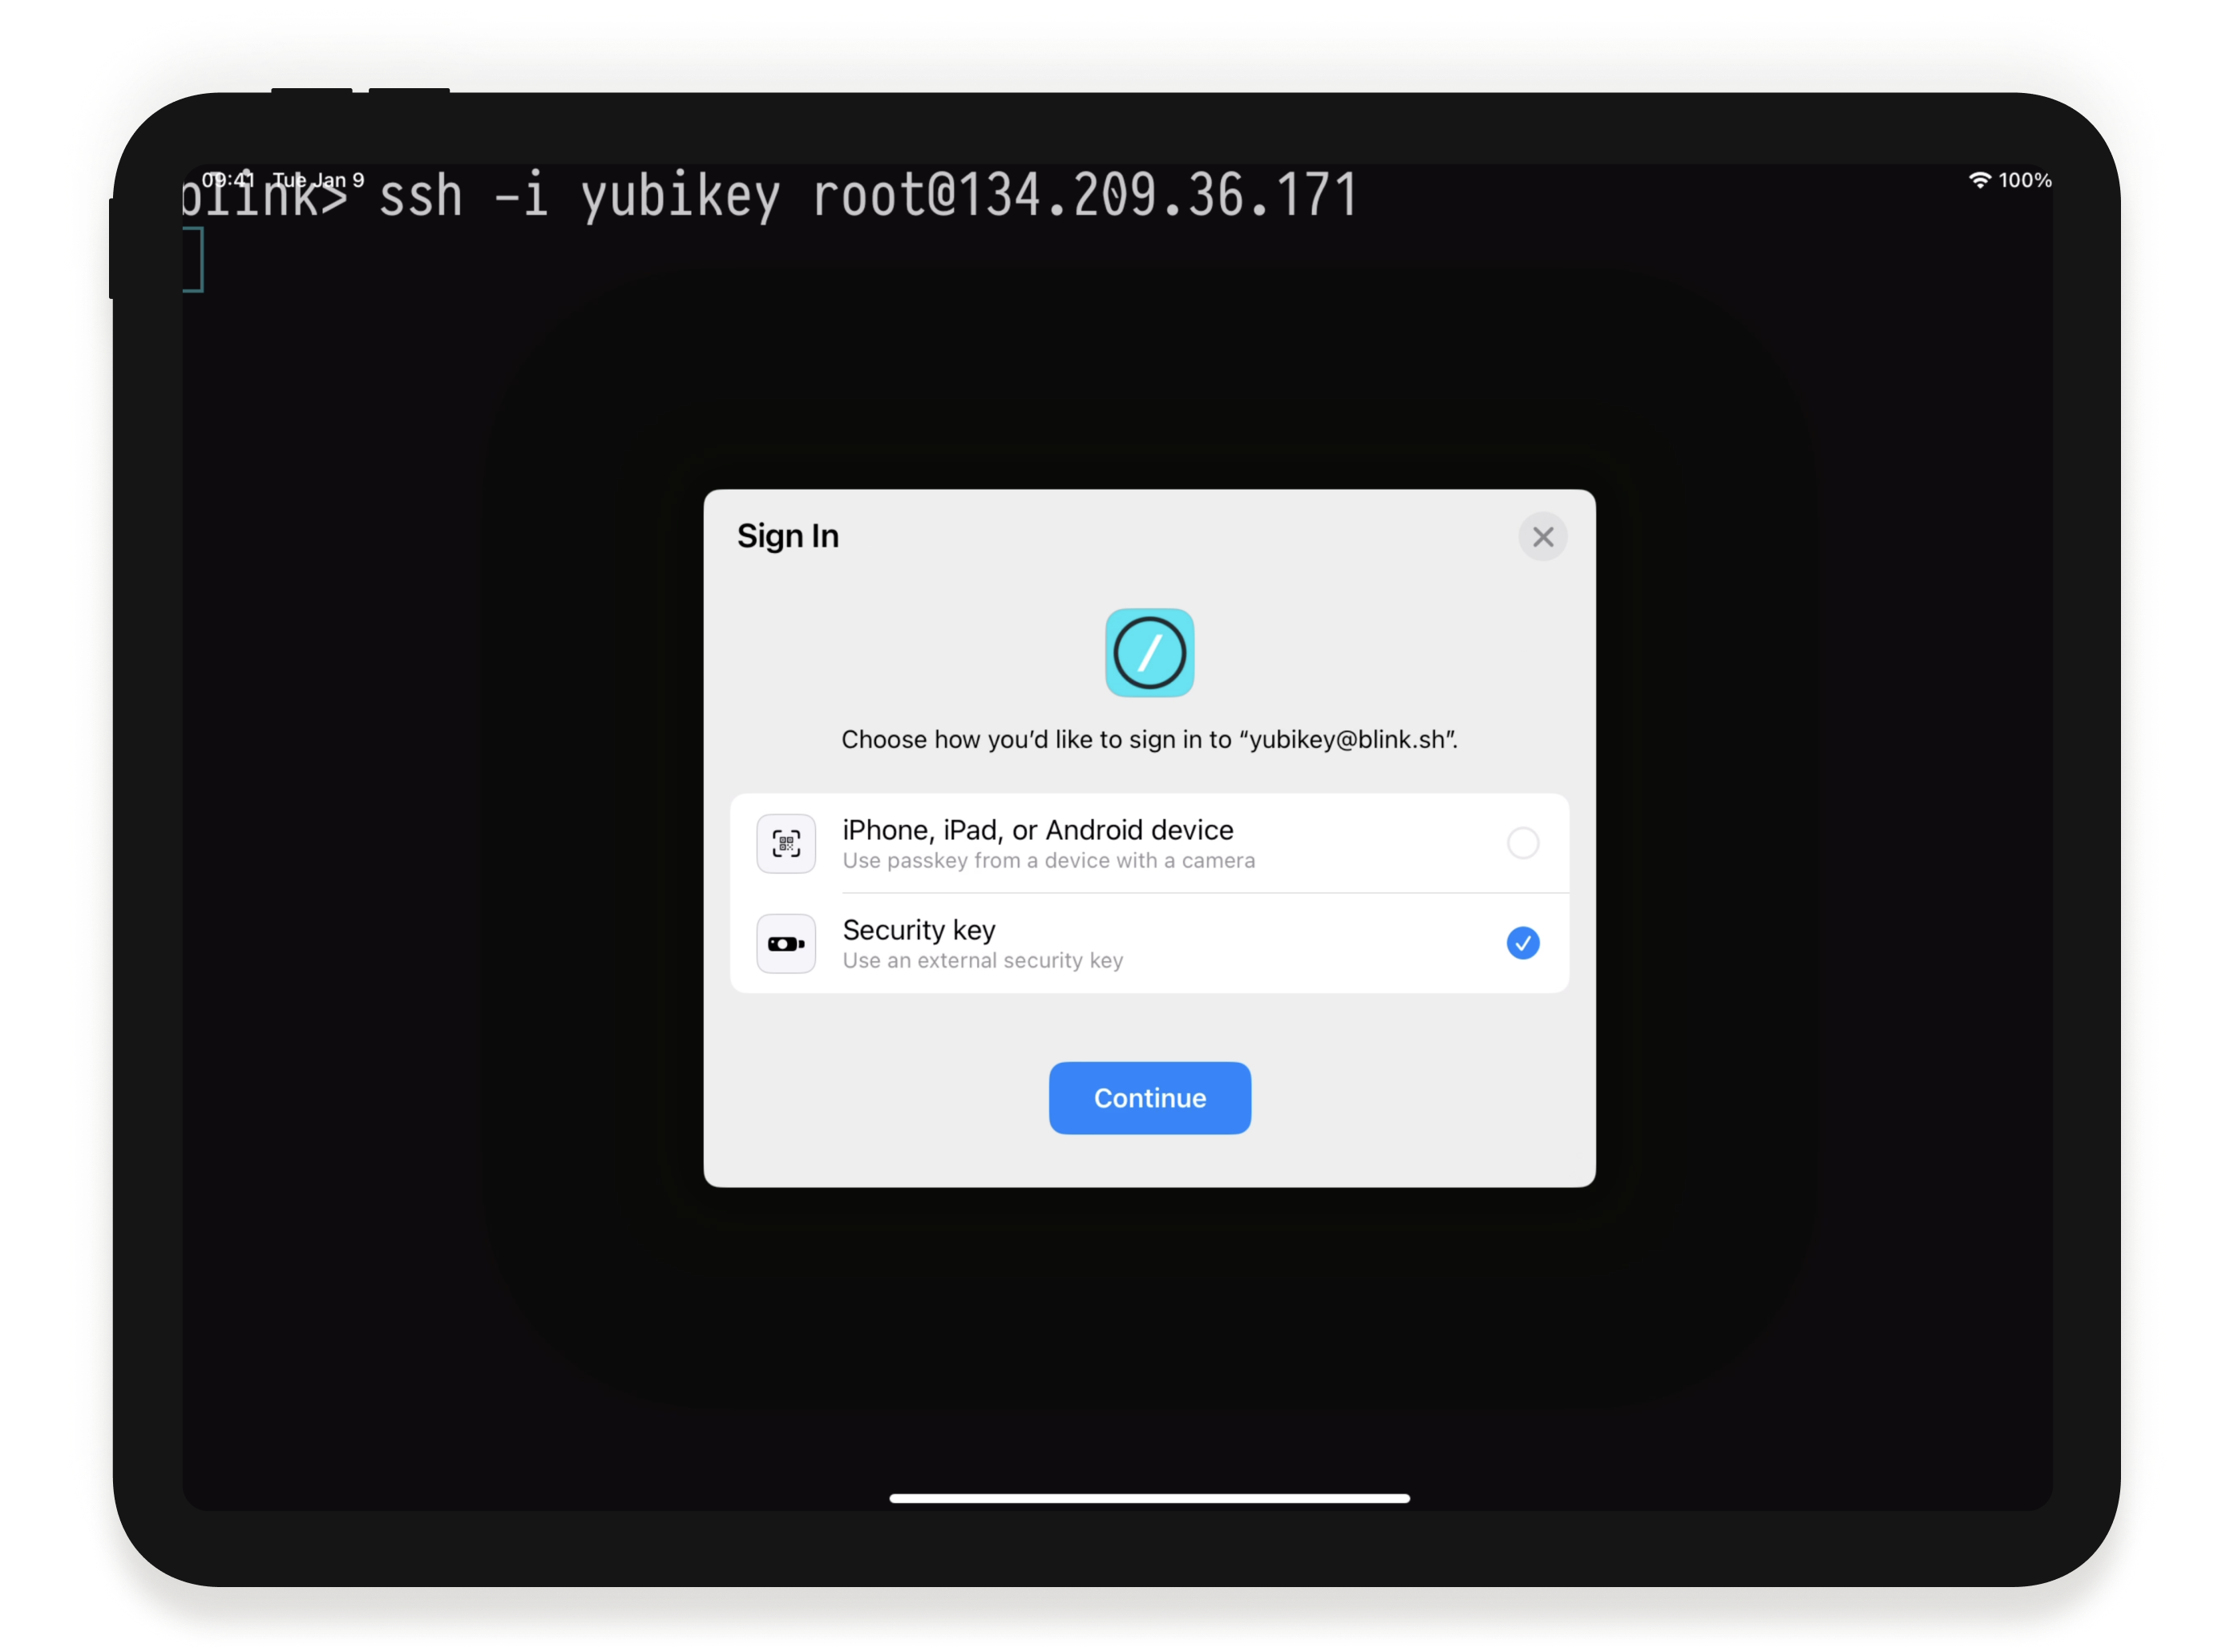 09:41 Tue Jan 9
100%
blink> ssh -i yubikey root@134.209.36.171
Sign In
Choose how you’d like to sign in to “yubikey@blink.sh”.
iPhone, iPad, or Android device
Use passkey from a device with a camera
Security key
Use an external security key
Continue